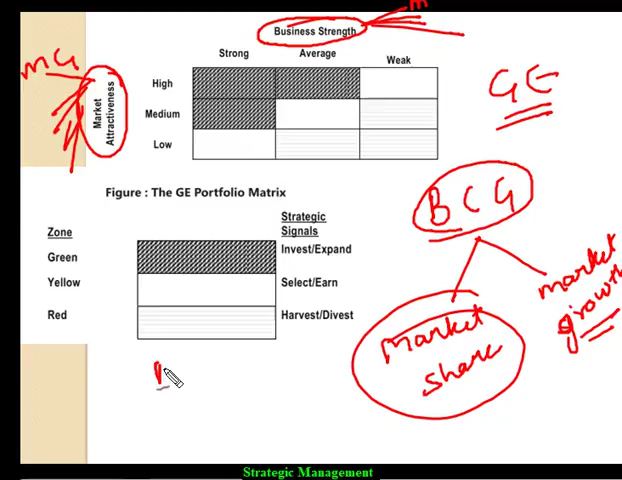 m
Business Strength
Strong Average Weak
MG
Market Attractiveness
High
Medium
Low
GE
Figure : The GE Portfolio Matrix
BCG
Zone
Strategic
Signals
Green
Invest/Expand
Yellow
Select/Earn
Red
Harvest/Divest
market
growth
Market
share
Strategic Management